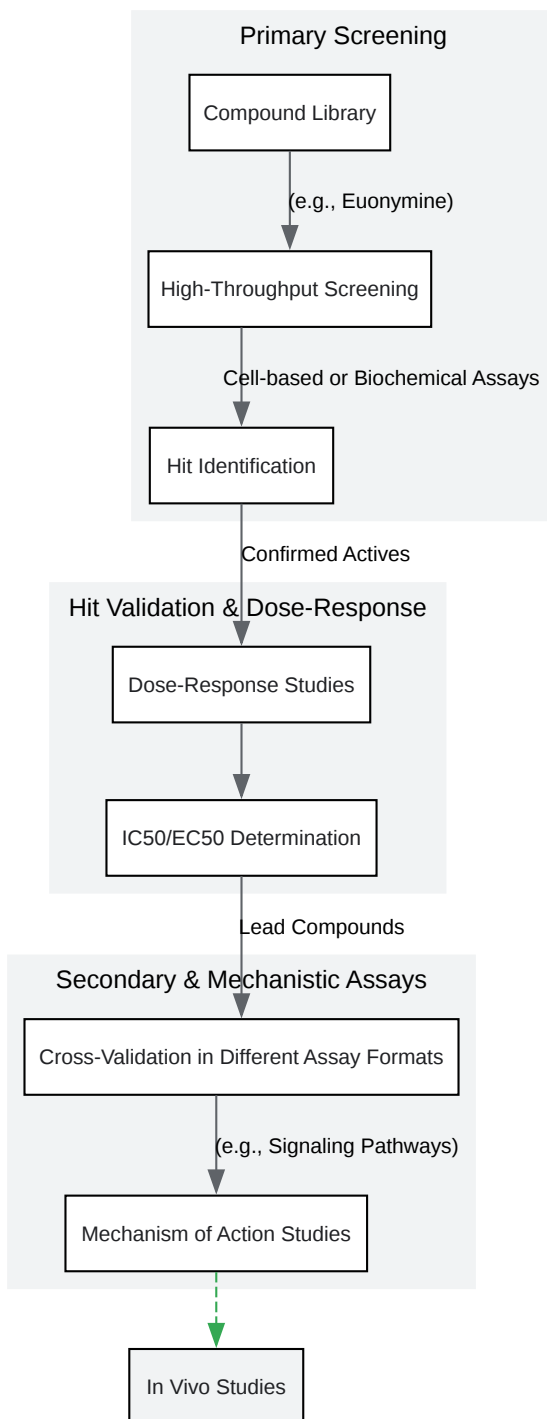 Primary Screening
Compound Library
(e.g., Euonymine)
High-Throughput Screening
Cell-based or Biochemical Assays
Hit Identification
Confirmed Actives
Hit Validation & Dose-Response
Dose-Response Studies
IC50/EC50 Determination
Lead Compounds
Secondary & Mechanistic Assays
Cross-Validation in Different Assay Formats
(e.g., Signaling Pathways)
Mechanism of Action Studies
In Vivo Studies